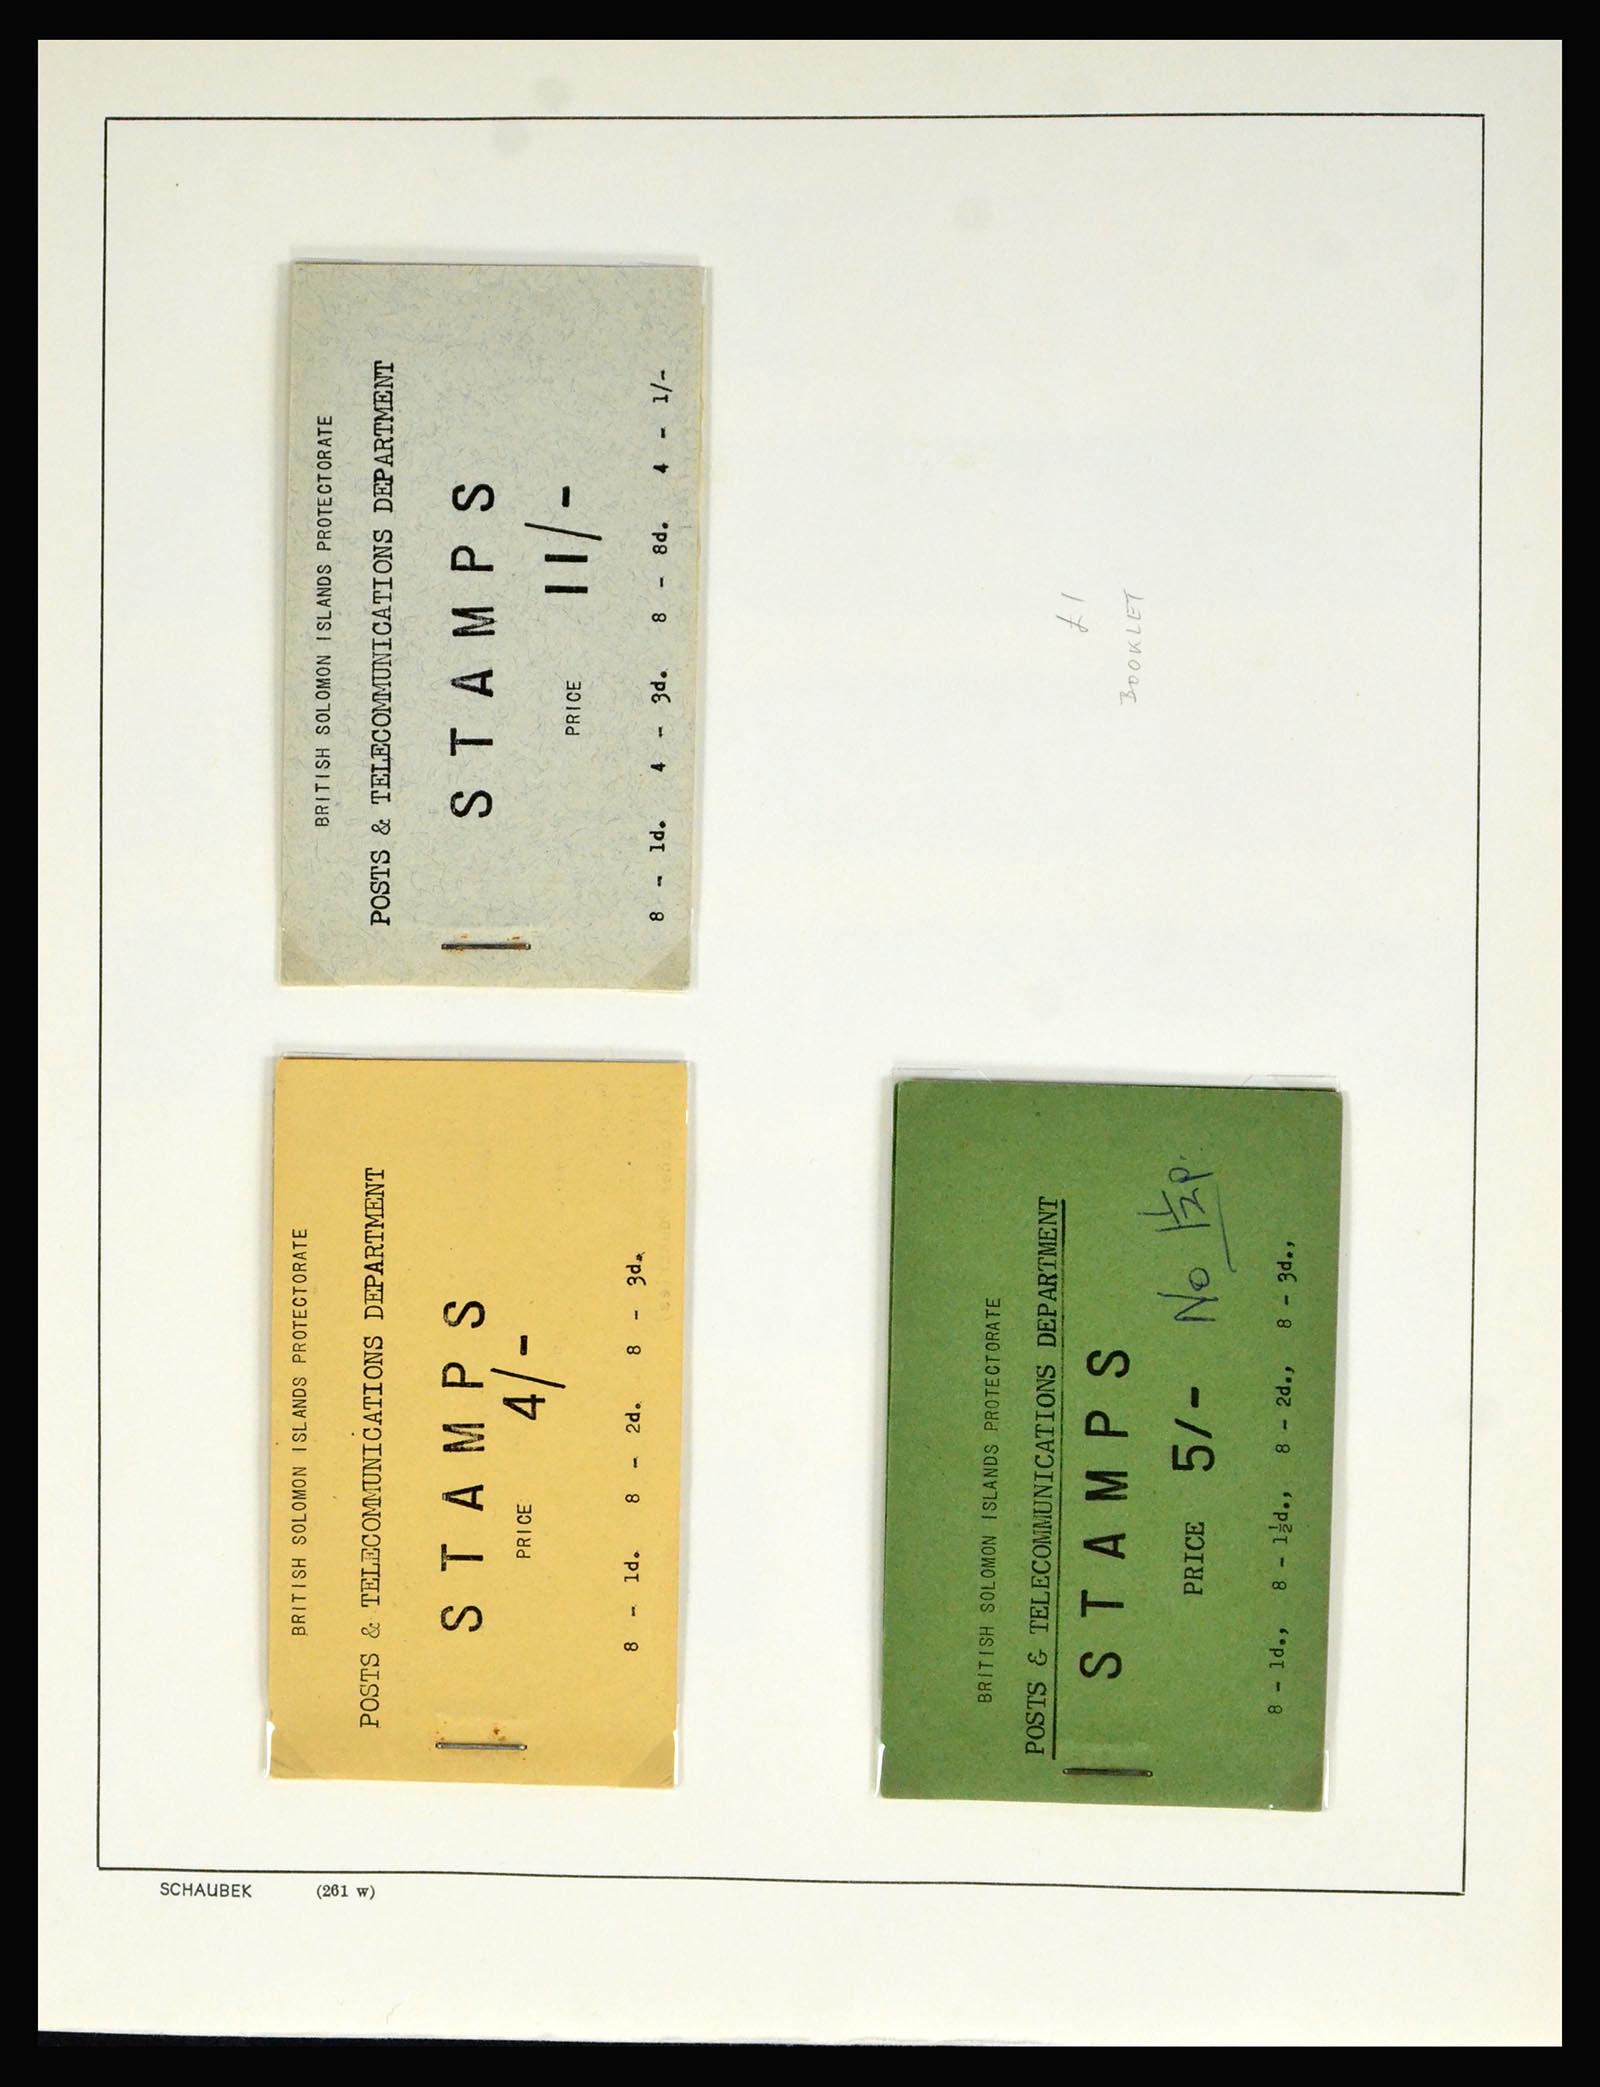 BRITISH SOLOMON ISLANDS PROTECTORATE
POSTS & TELECOMMUNICATIONS DEPARTMENT
STAMPS
PRICE 11/-
8 - 1d. 4 - 3d. 8 - 8d. 4 - 1/-
£1
BOOKLET
BRITISH SOLOMON ISLANDS PROTECTORATE
POSTS & TELECOMMUNICATIONS DEPARTMENT
STAMPS
PRICE 4/-
8 - 1d. 8 - 2d. 8 - 3d.
BRITISH SOLOMON ISLANDS PROTECTORATE
POSTS & TELECOMMUNICATIONS DEPARTMENT
STAMPS
PRICE 5/- No 1½p.
8 - 1d., 8 - 1½d., 8 - 2d., 8 - 3d.,
SCHAUBEK (261 w)